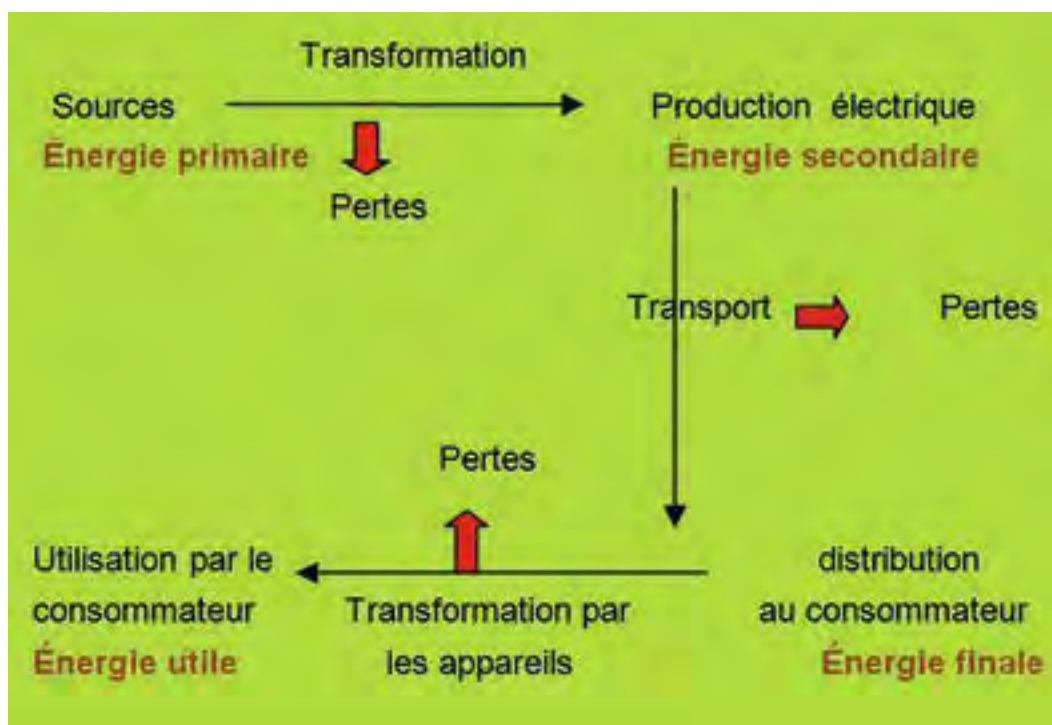 Transformation
Sources
Production électrique
Énergie primaire
Énergie secondaire
Pertes
Transport
Pertes
Pertes
Utilisation par le
consommateur
Énergie utile
Transformation par
les appareils
distribution
au consommateur
Énergie finale